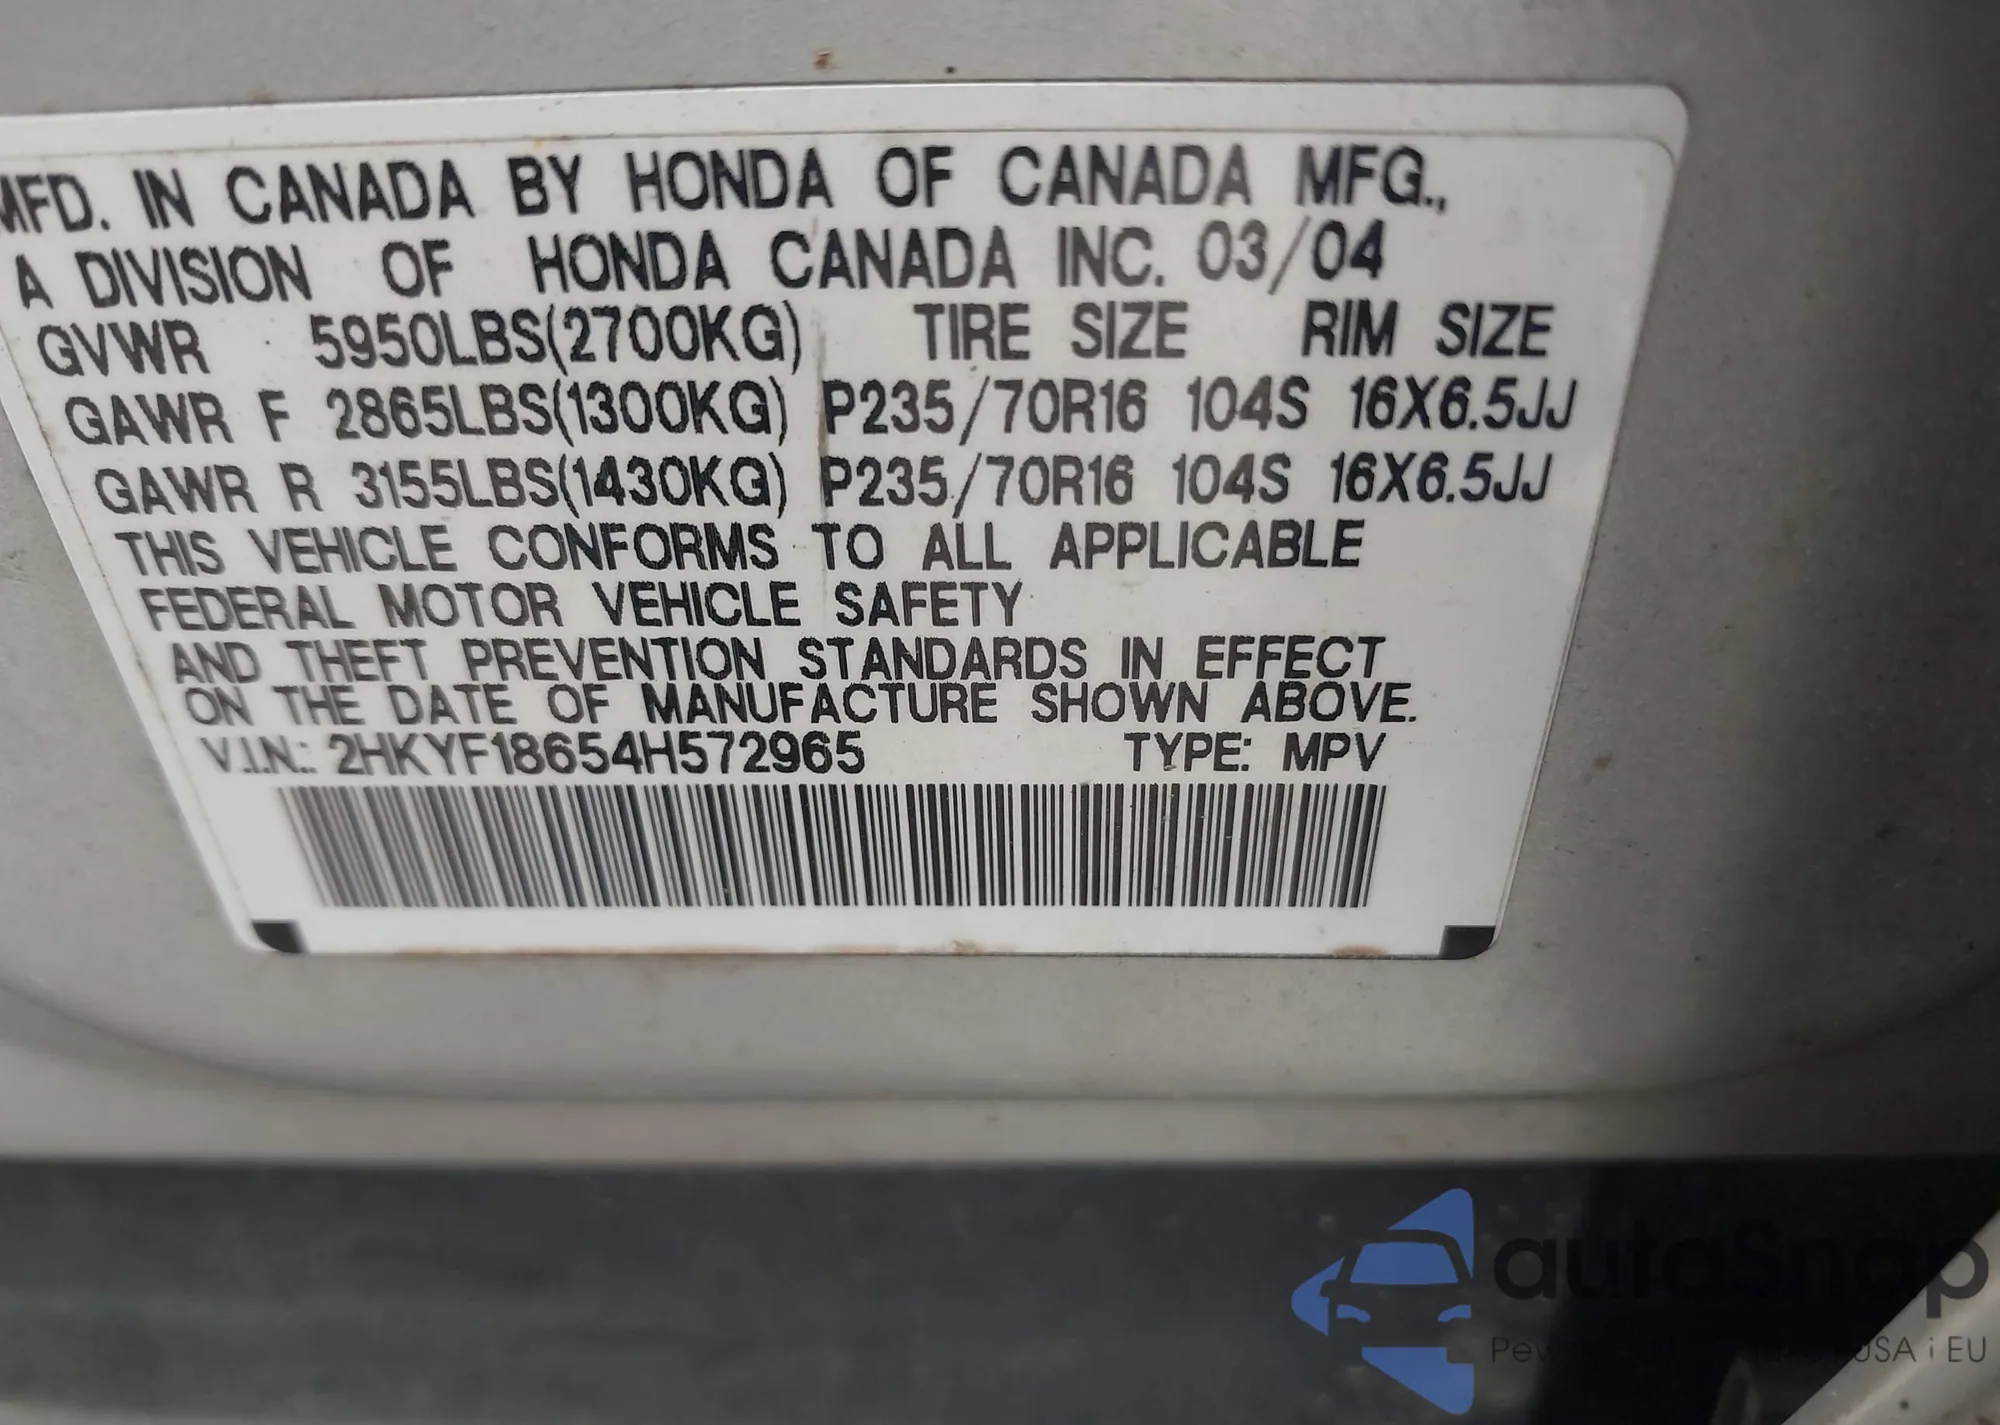 MFD. IN CANADA BY HONDA OF CANADA MFG.,
A DIVISION OF HONDA CANADA INC. 03/04
GVWR 5950LBS(2700KG) TIRE SIZE RIM SIZE
GAWR F 2865LBS(1300KG) P235/70R16 104S 16X6.5JJ
GAWR R 3155LBS(1430KG) P235/70R16 104S 16X6.5JJ
THIS VEHICLE CONFORMS TO ALL APPLICABLE
FEDERAL MOTOR VEHICLE SAFETY
AND THEFT PREVENTION STANDARDS IN EFFECT
ON THE DATE OF MANUFACTURE SHOWN ABOVE.
V.I.N.: 2HKYF18654H572965 TYPE: MPV
autoSnap
USA i EU